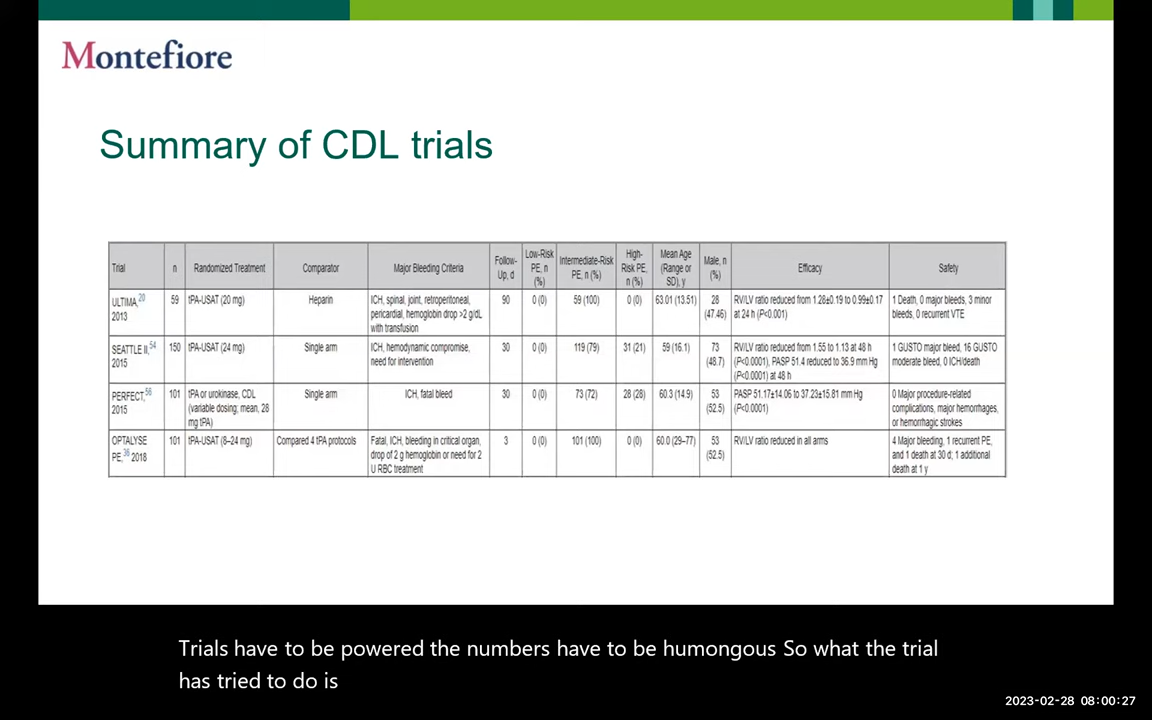 Montefiore
Summary of CDL trials
Trial n Randomized Treatment Comparator Major Bleeding Criteria Follow-Up, d Low-Risk PE, n (%) Intermediate-Risk PE, n (%) High-Risk PE, n (%) Mean Age (Range or SD), y Male, n (%) Efficacy Safety
ULTIMA,20 2013 59 tPA-USAT (20 mg) Heparin ICH, spinal, joint, retroperitoneal, pericardial, hemoglobin drop >2 g/dL with transfusion 90 0 (0) 59 (100) 0 (0) 63.01 (13.51) 28 (47.46) RV/LV ratio reduced from 1.28±0.19 to 0.99±0.17 at 24 h (P<0.001) 1 Death, 0 major bleeds, 3 minor bleeds, 0 recurrent VTE
SEATTLE II,54 2015 150 tPA-USAT (24 mg) Single arm ICH, hemodynamic compromise, need for intervention 30 0 (0) 119 (79) 31 (21) 59 (16.1) 73 (48.7) RV/LV ratio reduced from 1.55 to 1.13 at 48 h (P<0.0001), PASP 51.4 reduced to 36.9 mm Hg (P<0.0001) at 48 h 1 GUSTO major bleed, 16 GUSTO moderate bleed, 0 ICH/death
PERFECT,56 2015 101 tPA or urokinase, CDL (variable dosing; mean, 28 mg tPA) Single arm ICH, fatal bleed 30 0 (0) 73 (72) 28 (28) 60.3 (14.9) 53 (52.5) PASP 51.17±14.06 to 37.23±15.81 mm Hg (P<0.0001) 0 Major procedure-related complications, major hemorrhages, or hemorrhagic strokes
OPTALYSE PE,36 2018 101 tPA-USAT (8–24 mg) Compared 4 tPA protocols Fatal, ICH, bleeding in critical organ, drop of 2 g hemoglobin or need for 2 U RBC treatment 3 0 (0) 101 (100) 0 (0) 60.0 (29–77) 53 (52.5) RV/LV ratio reduced in all arms 4 Major bleeding, 1 recurrent PE, and 1 death at 30 d; 1 additional death at 1 y
Trials have to be powered the numbers have to be humongous So what the trial
has tried to do is
2023-02-28 08:00:27